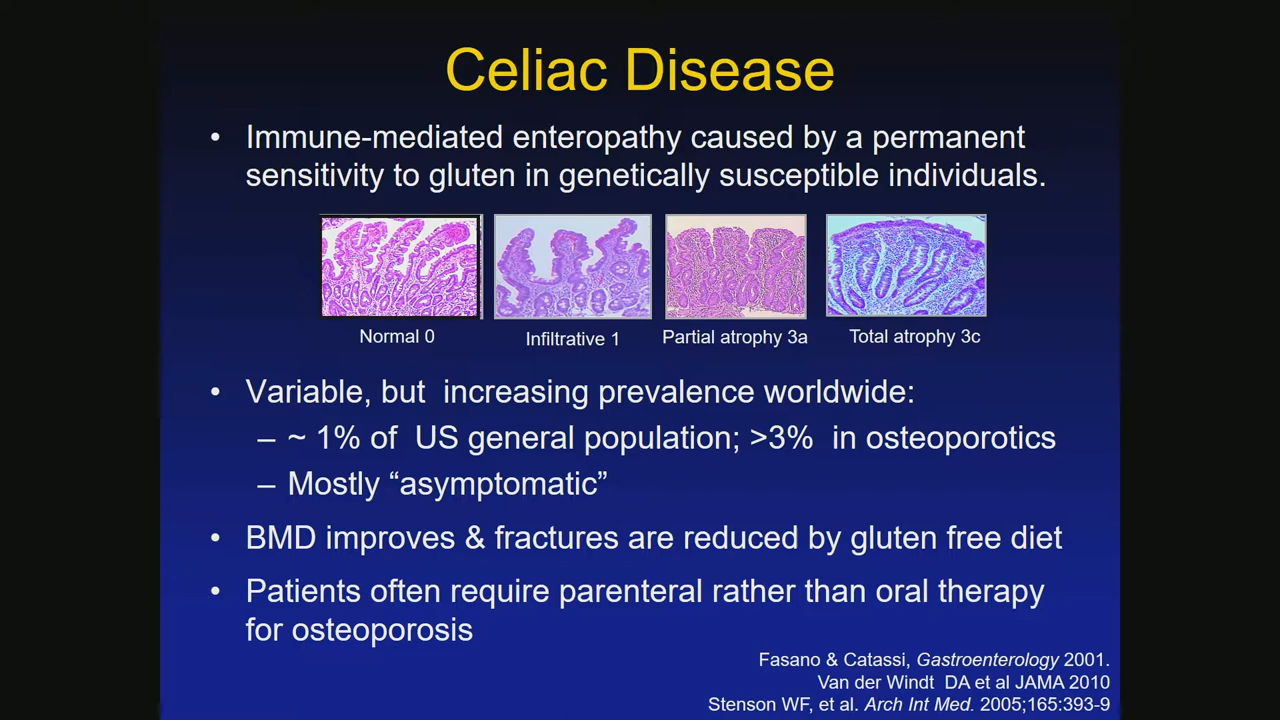 Celiac Disease
• Immune-mediated enteropathy caused by a permanent
sensitivity to gluten in genetically susceptible individuals.
Normal 0
Infiltrative 1
Partial atrophy 3a
Total atrophy 3c
• Variable, but increasing prevalence worldwide:
– ~ 1% of US general population; >3% in osteoporotics
– Mostly “asymptomatic”
• BMD improves & fractures are reduced by gluten free diet
• Patients often require parenteral rather than oral therapy
for osteoporosis
Fasano & Catassi, Gastroenterology 2001.
Van der Windt DA et al JAMA 2010
Stenson WF, et al. Arch Int Med. 2005;165:393-9